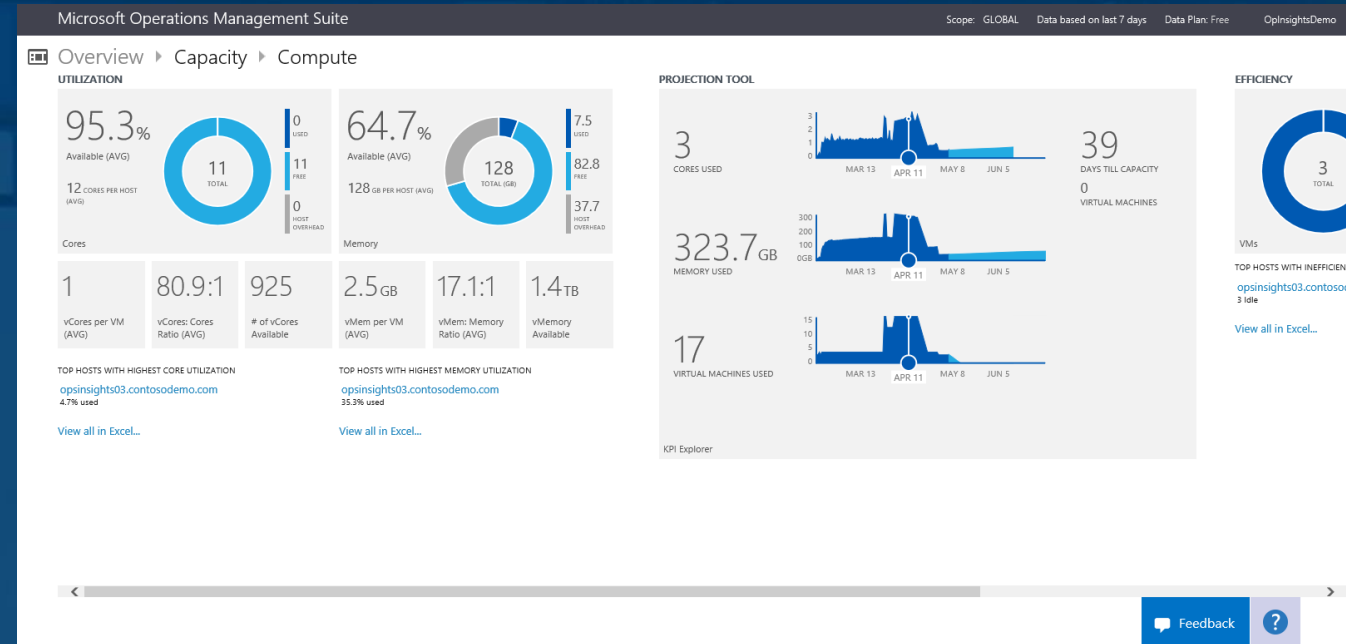 Microsoft Operations Management Suite
Scope: GLOBAL Data based on last 7 days Data Plan: Free OpInsightsDemo
Overview Capacity Compute
UTILIZATION
95.3%
Available (AVG)
12 CORES PER HOST
(AVG)
11
TOTAL
0
USED
11
FREE
0
HOST
OVERHEAD
Cores
64.7%
Available (AVG)
128 GB PER HOST (AVG)
128
TOTAL (GB)
7.5
USED
82.8
FREE
37.7
HOST
OVERHEAD
Memory
1
vCores per VM
(AVG)
80.9:1
vCores: Cores
Ratio (AVG)
925
# of vCores
Available
2.5 GB
vMem per VM
(AVG)
17.1:1
vMem: Memory
Ratio (AVG)
1.4 TB
vMemory
Available
TOP HOSTS WITH HIGHEST CORE UTILIZATION
opsinsights03.contosodemo.com
4.7% used
View all in Excel...
TOP HOSTS WITH HIGHEST MEMORY UTILIZATION
opsinsights03.contosodemo.com
35.3% used
View all in Excel...
PROJECTION TOOL
3
CORES USED
3
2
1
0
MAR 13 APR 11 MAY 8 JUN 5
39
DAYS TILL CAPACITY
0
VIRTUAL MACHINES
323.7 GB
MEMORY USED
300
200
100
0GB
MAR 13 APR 11 MAY 8 JUN 5
17
VIRTUAL MACHINES USED
15
10
5
0
MAR 13 APR 11 MAY 8 JUN 5
KPI Explorer
EFFICIENCY
3
TOTAL
VMs
TOP HOSTS WITH INEFFICIEN
opsinsights03.contoso
3 Idle
View all in Excel...
Feedback
?